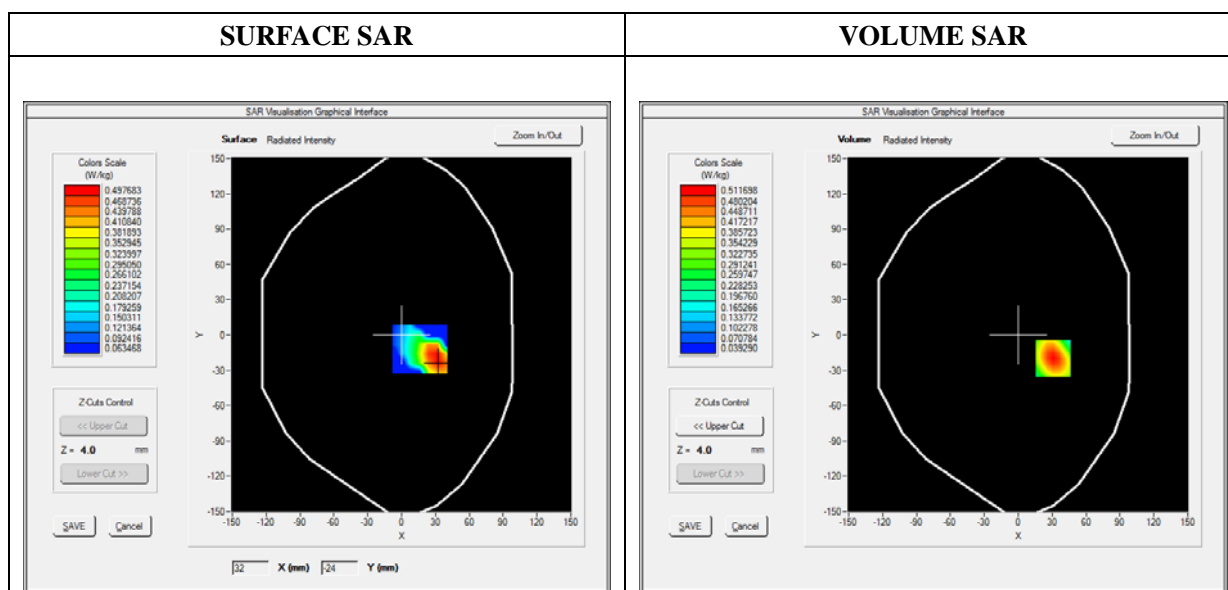 SURFACE SAR
VOLUME SAR
SAR Visualisation Graphical Interface
Surface Radiated Intensity
Zoom In/Out
Colors Scale
(W/kg)
0.497683
0.468736
0.439788
0.410840
0.381893
0.352945
0.323997
0.295050
0.266102
0.237154
0.208207
0.179259
0.150311
0.121364
0.092416
0.063468
Z-Cuts Control
<< Upper Cut
Z = 4.0 mm
Lower Cut >>
SAVE Cancel
150
120
90
60
30
0
-30
-60
-90
-120
-150
Y
-150 -120 -90 -60 -30 0 30 60 90 120 150
X
32 X (mm) -24 Y (mm)
SAR Visualisation Graphical Interface
Volume Radiated Intensity
Zoom In/Out
Colors Scale
(W/kg)
0.511698
0.480204
0.448711
0.417217
0.385723
0.354229
0.322735
0.291241
0.259747
0.228253
0.196760
0.165266
0.133772
0.102278
0.070784
0.039290
Z-Cuts Control
<< Upper Cut
Z = 4.0 mm
Lower Cut >>
SAVE Cancel
150
120
90
60
30
0
-30
-60
-90
-120
-150
Y
-150 -120 -90 -60 -30 0 30 60 90 120 150
X